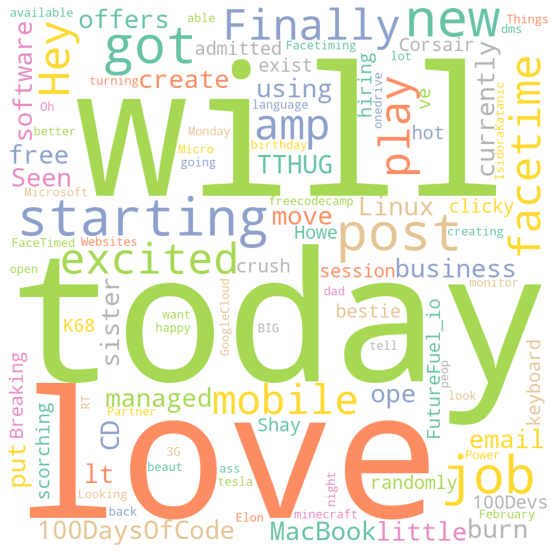 available
offers
Finally
new
Things
dms
able
Facetiming
lot
Corsair
Hey
got
admitted
Oh
turning
create
exist
hiring
ve
onedrive
software
will
using
language
play
currently
IsidoraKatanic
facetime
better
Monday
birthday
amp
hot
free
Micro
going
Seen
Microsoft
TTHUG
freecodecamp
Linux
clicky
starting
move
Howe
post
creating
FaceTimed
Websites
excited
crush
session
business
open
sister
GoogleCloud
BIG
dad
monitor
today
K68
want
happy
tell
bestie
FutureFuel_io
peop
look
keyboard
Breaking
RT
Partner
managed
mobile
ope
love
CD
Shay
email
Power
scorching
put
3G
Looking
lt
beaut
ass
tesla
randomly
job
100Devs
back
Elon
minecraft
night
February
100DaysOfCode
MacBook
little
burn